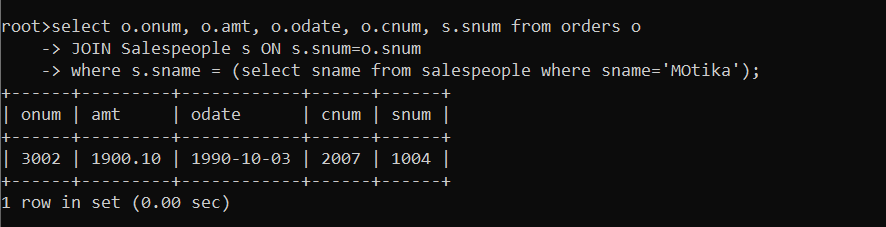 root>select o.onum, o.amt, o.odate, o.cnum, s.snum from orders o
    -> JOIN Salespeople s ON s.snum=o.snum
    -> where s.sname = (select sname from salespeople where sname='MOtika');
+------+---------+------------+------+------+
| onum | amt     | odate      | cnum | snum |
+------+---------+------------+------+------+
| 3002 | 1900.10 | 1990-10-03 | 2007 | 1004 |
+------+---------+------------+------+------+
1 row in set (0.00 sec)